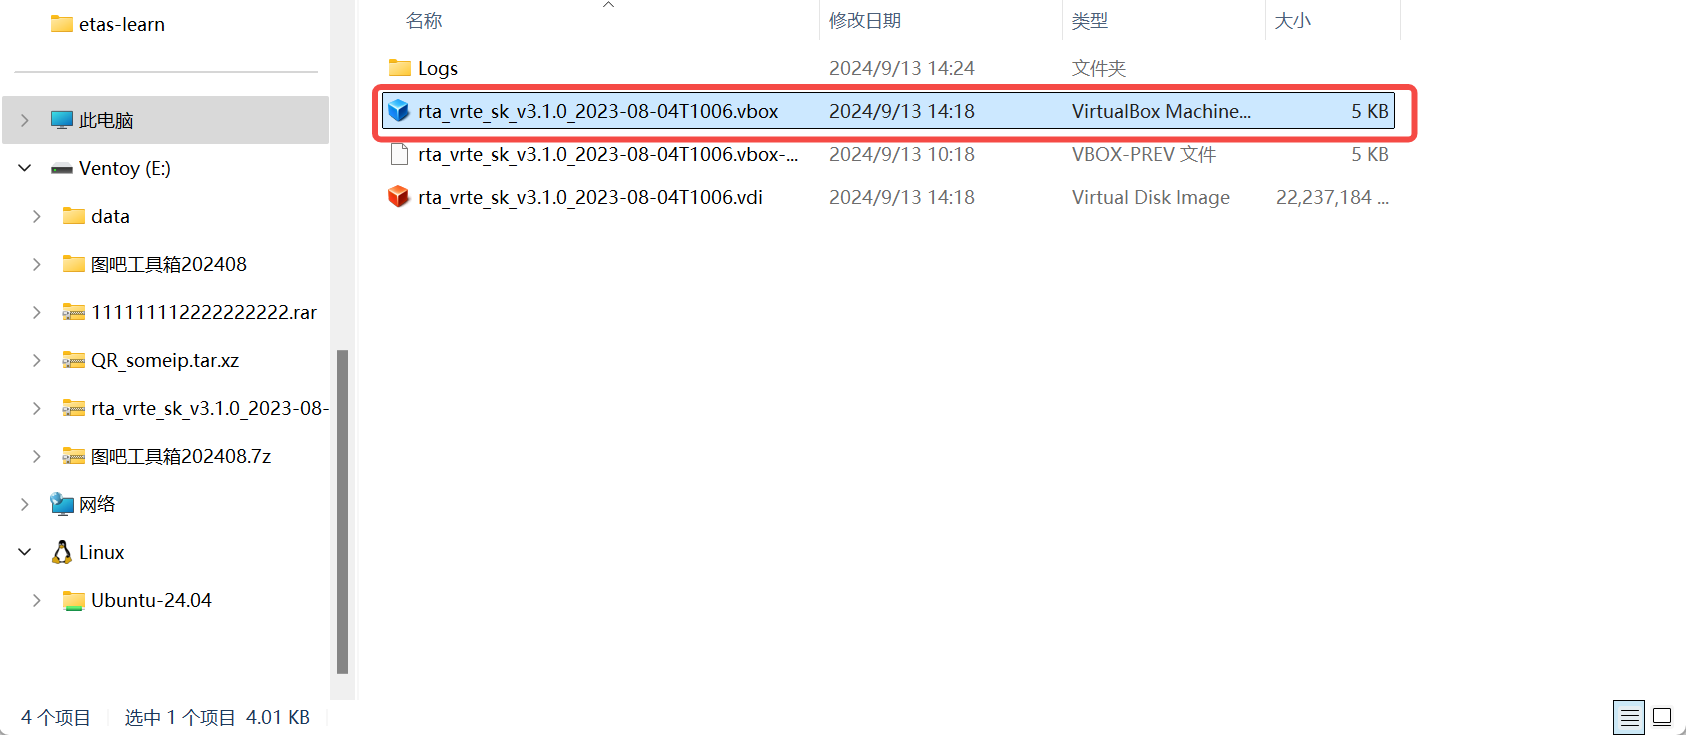 etas-learn
此电脑
Ventoy (E:)
data
图吧工具箱202408
111111112222222222.rar
QR_someip.tar.xz
rta_vrte_sk_v3.1.0_2023-08-
图吧工具箱202408.7z
网络
Linux
Ubuntu-24.04
名称 修改日期 类型 大小
Logs 2024/9/13 14:24 文件夹
rta_vrte_sk_v3.1.0_2023-08-04T1006.vbox 2024/9/13 14:18 VirtualBox Machine... 5 KB
rta_vrte_sk_v3.1.0_2023-08-04T1006.vbox-... 2024/9/13 10:18 VBOX-PREV 文件 5 KB
rta_vrte_sk_v3.1.0_2023-08-04T1006.vdi 2024/9/13 14:18 Virtual Disk Image 22,237,184 ...
4 个项目 选中 1 个项目 4.01 KB